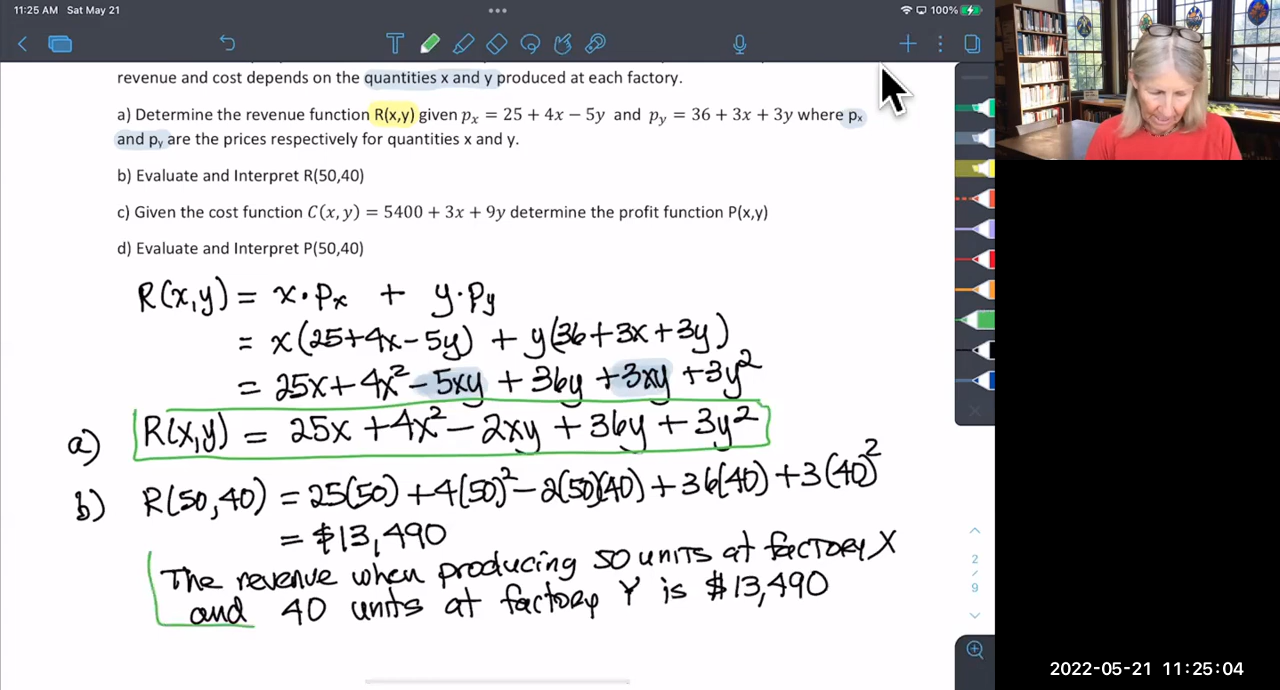 11:25 AM Sat May 21
100%
revenue and cost depends on the quantities x and y produced at each factory.
a) Determine the revenue function R(x,y) given pₓ = 25 + 4x − 5y and p_y = 36 + 3x + 3y where pₓ
and p_y are the prices respectively for quantities x and y.
b) Evaluate and Interpret R(50,40)
c) Given the cost function C(x, y) = 5400 + 3x + 9y determine the profit function P(x,y)
d) Evaluate and Interpret P(50,40)
R(x,y) = x·Pₓ + y·P_y
= x(25+4x−5y) + y(36+3x+3y)
= 25x+4x²−5xy + 36y +3xy +3y²
a) R(x,y) = 25x +4x²−2xy +36y +3y²
b) R(50,40) = 25(50) +4(50)²−2(50)(40) +36(40) +3(40)²
= $13,490
The revenue when producing 50 units at factory X
and 40 units at factory Y is $13,490
2
/
9
2022-05-21 11:25:04